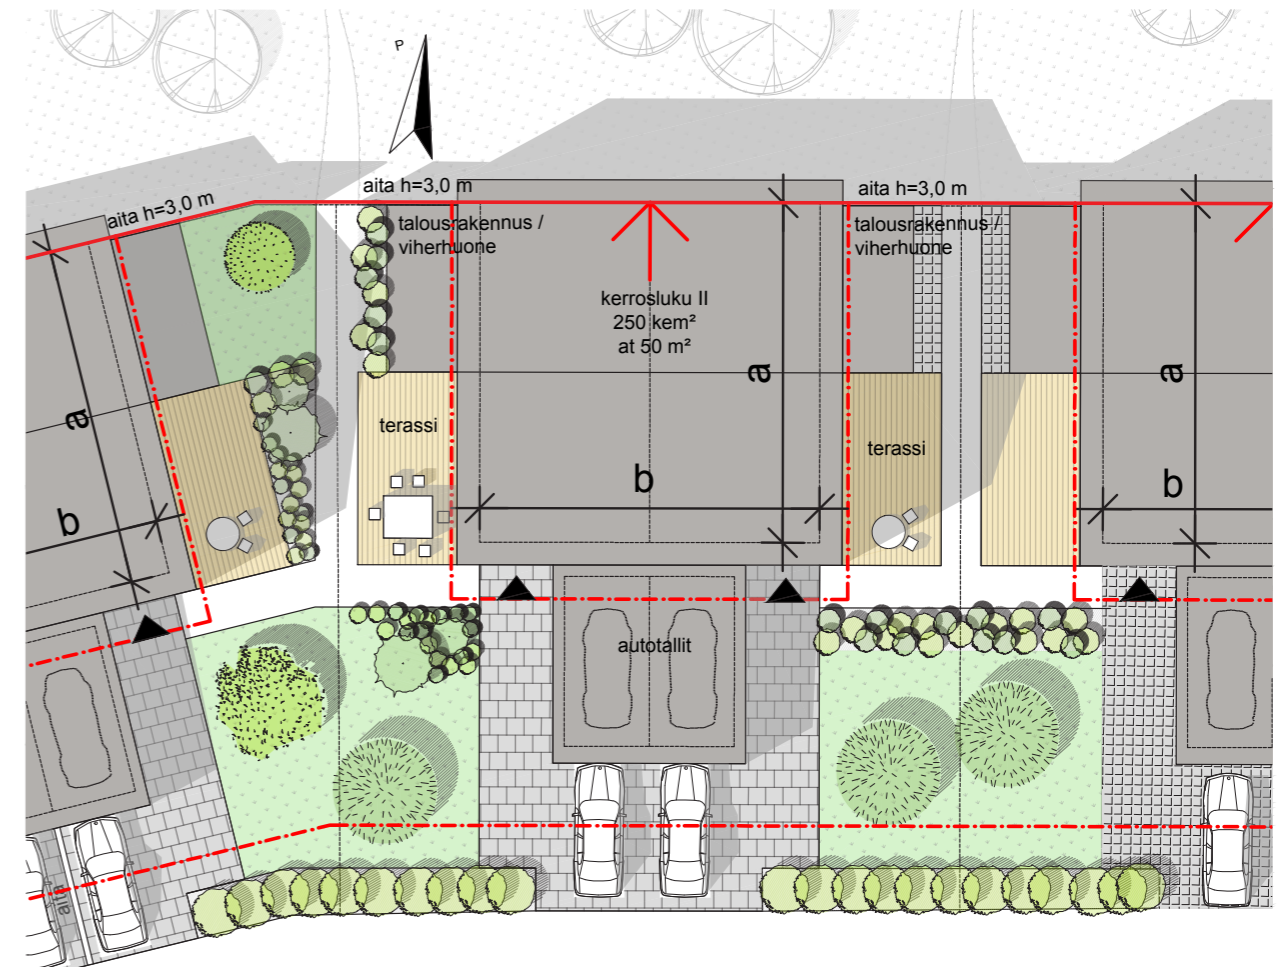 P
aita h=3,0 m
aita h=3,0 m
aita h=3,0 m
talousrakennus /
viherhuone
talousrakennus /
viherhuone
kerrosluku II
250 kem²
at 50 m²
a
a
a
terassi
terassi
b
b
b
autotallit
aita